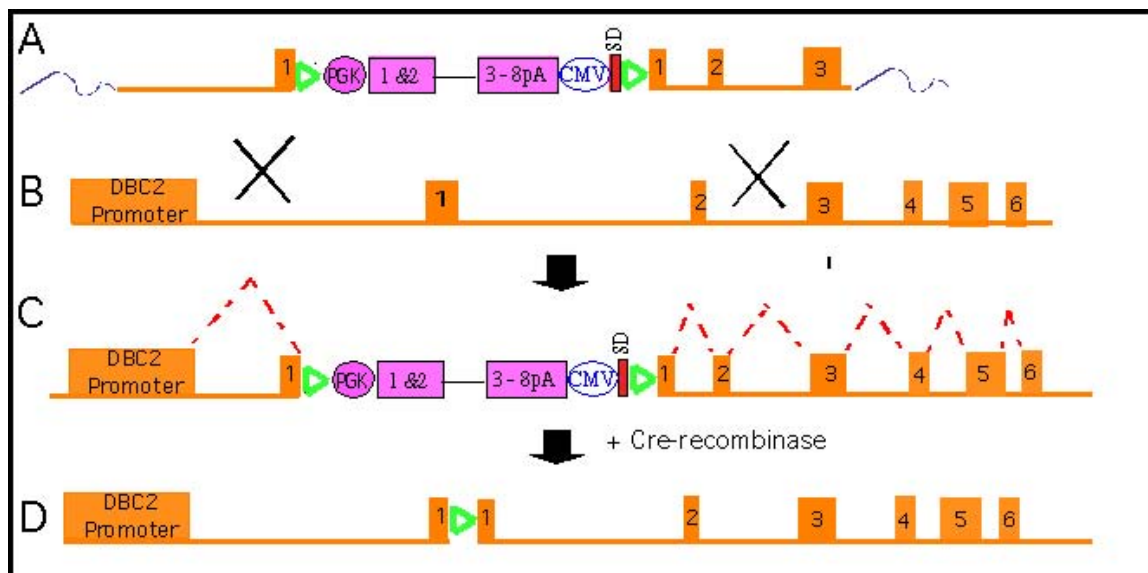 A
1 PGK 1 &2 3-8pA CMV SD 1 2 3
B
DBC2
Promoter
1 2 3 4 5 6
C
DBC2
Promoter
1 PGK 1 &2 3-8pA CMV SD 1 2 3 4 5 6
+ Cre-recombinase
D
DBC2
Promoter
1 1 2 3 4 5 6